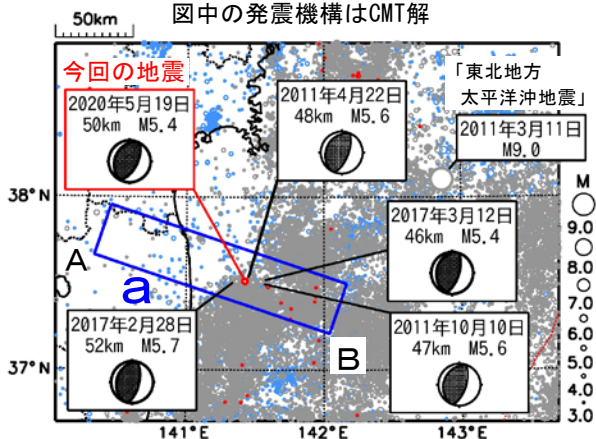 図中の発震機構はCMT解
50km
今回の地震
2020年5月19日
50km M5.4
2011年4月22日
48km M5.6
「東北地方
太平洋沖地震」
2011年3月11日
M9.0
38°N
2017年3月12日
46km M5.4
A
a
B
2017年2月28日
52km M5.7
2011年10月10日
47km M5.6
37°N
M
9.0
8.0
7.0
6.0
5.0
4.0
3.0
141°E
142°E
143°E